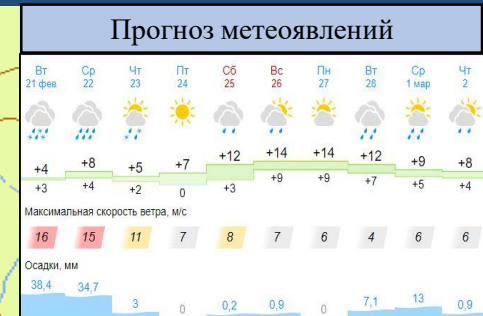 Прогноз метеоявлений
Вт Ср Чт Пт Сб Вс Пн Вт Ср Чт
21 фев 22 23 24 25 26 27 28 1 мар 2
+4 +8 +5 +7 +12 +14 +14 +12 +9 +8
+3 +4 +2 0 +3 +9 +9 +7 +5 +4
Максимальная скорость ветра, м/с
16 15 11 7 8 7 6 4 6 6
Осадки, мм
38,4 34,7 3 0 0,2 0,9 0 7,1 13 0,9